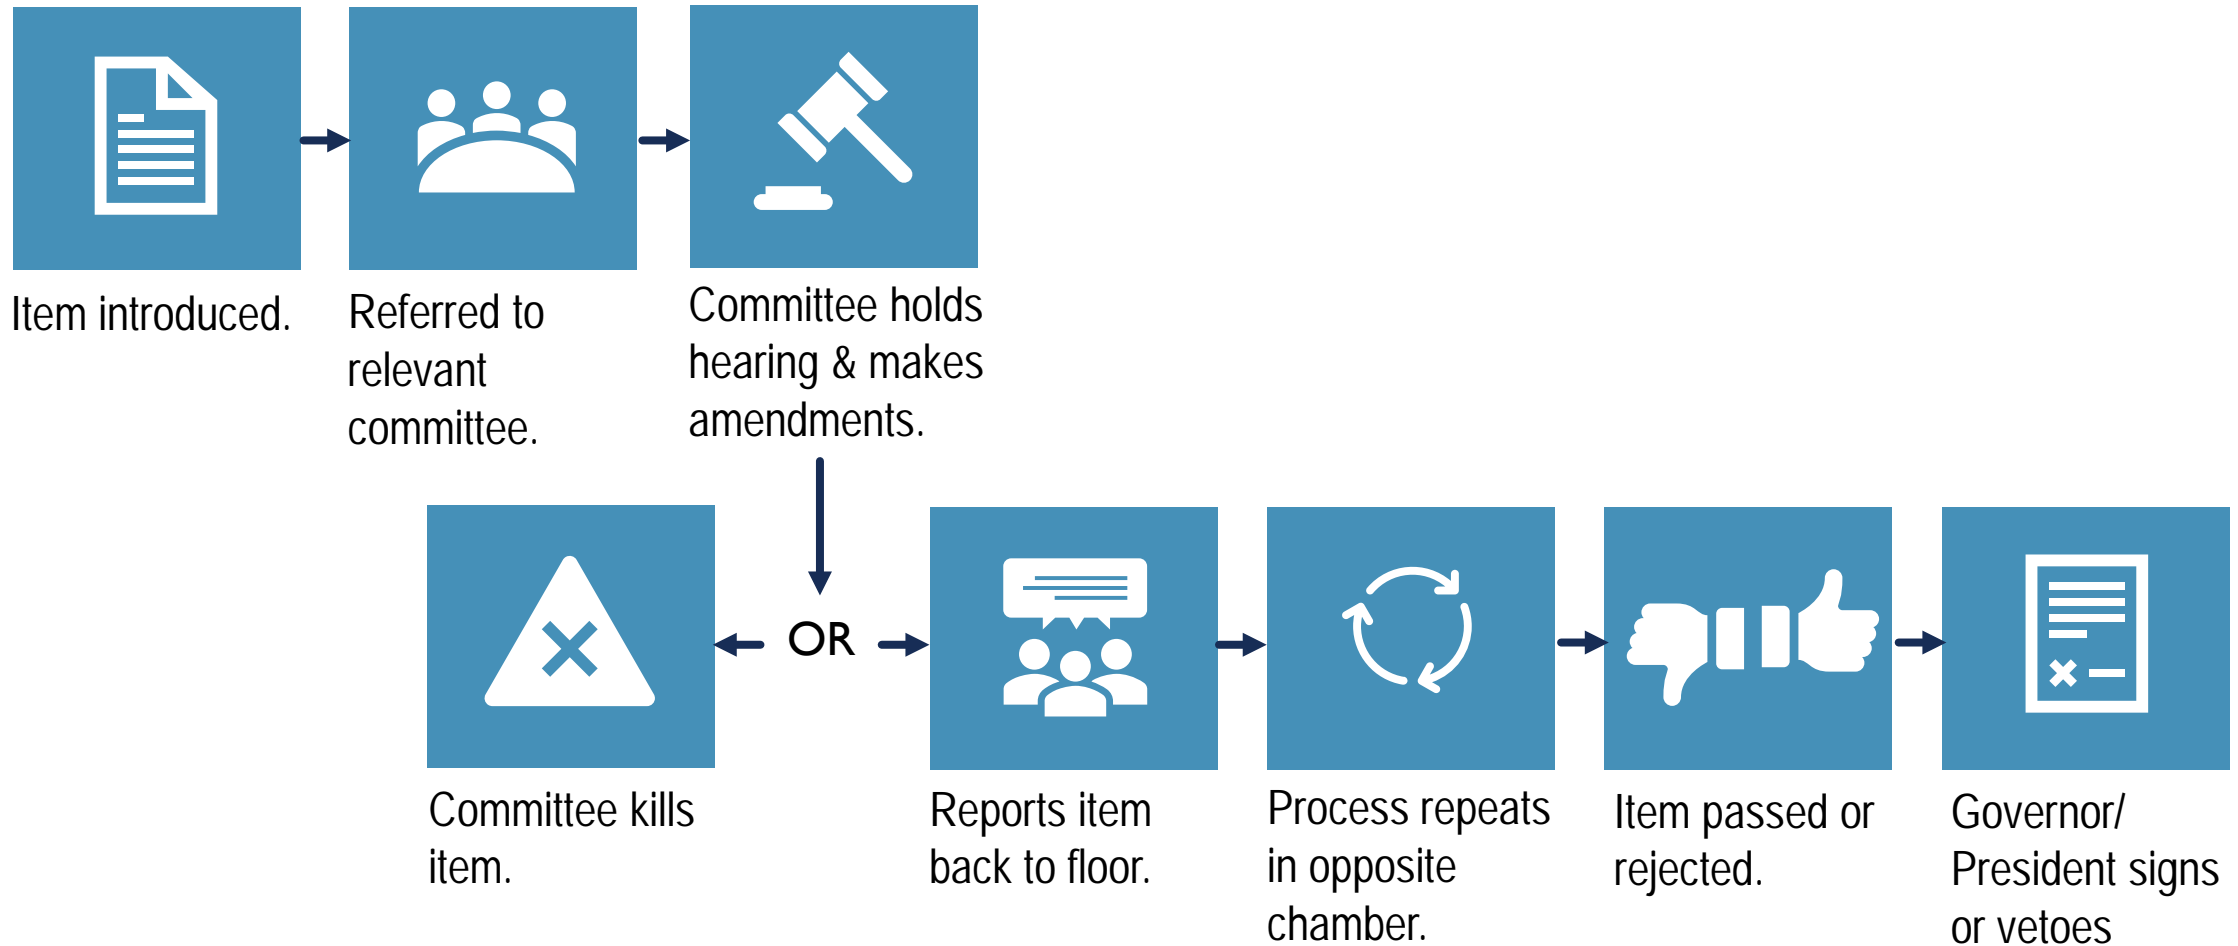 Item introduced.
Referred to
relevant
committee.
Committee holds
hearing & makes
amendments.
OR
Committee kills
item.
Reports item
back to floor.
Process repeats
in opposite
chamber.
Item passed or
rejected.
Governor/
President signs
or vetoes